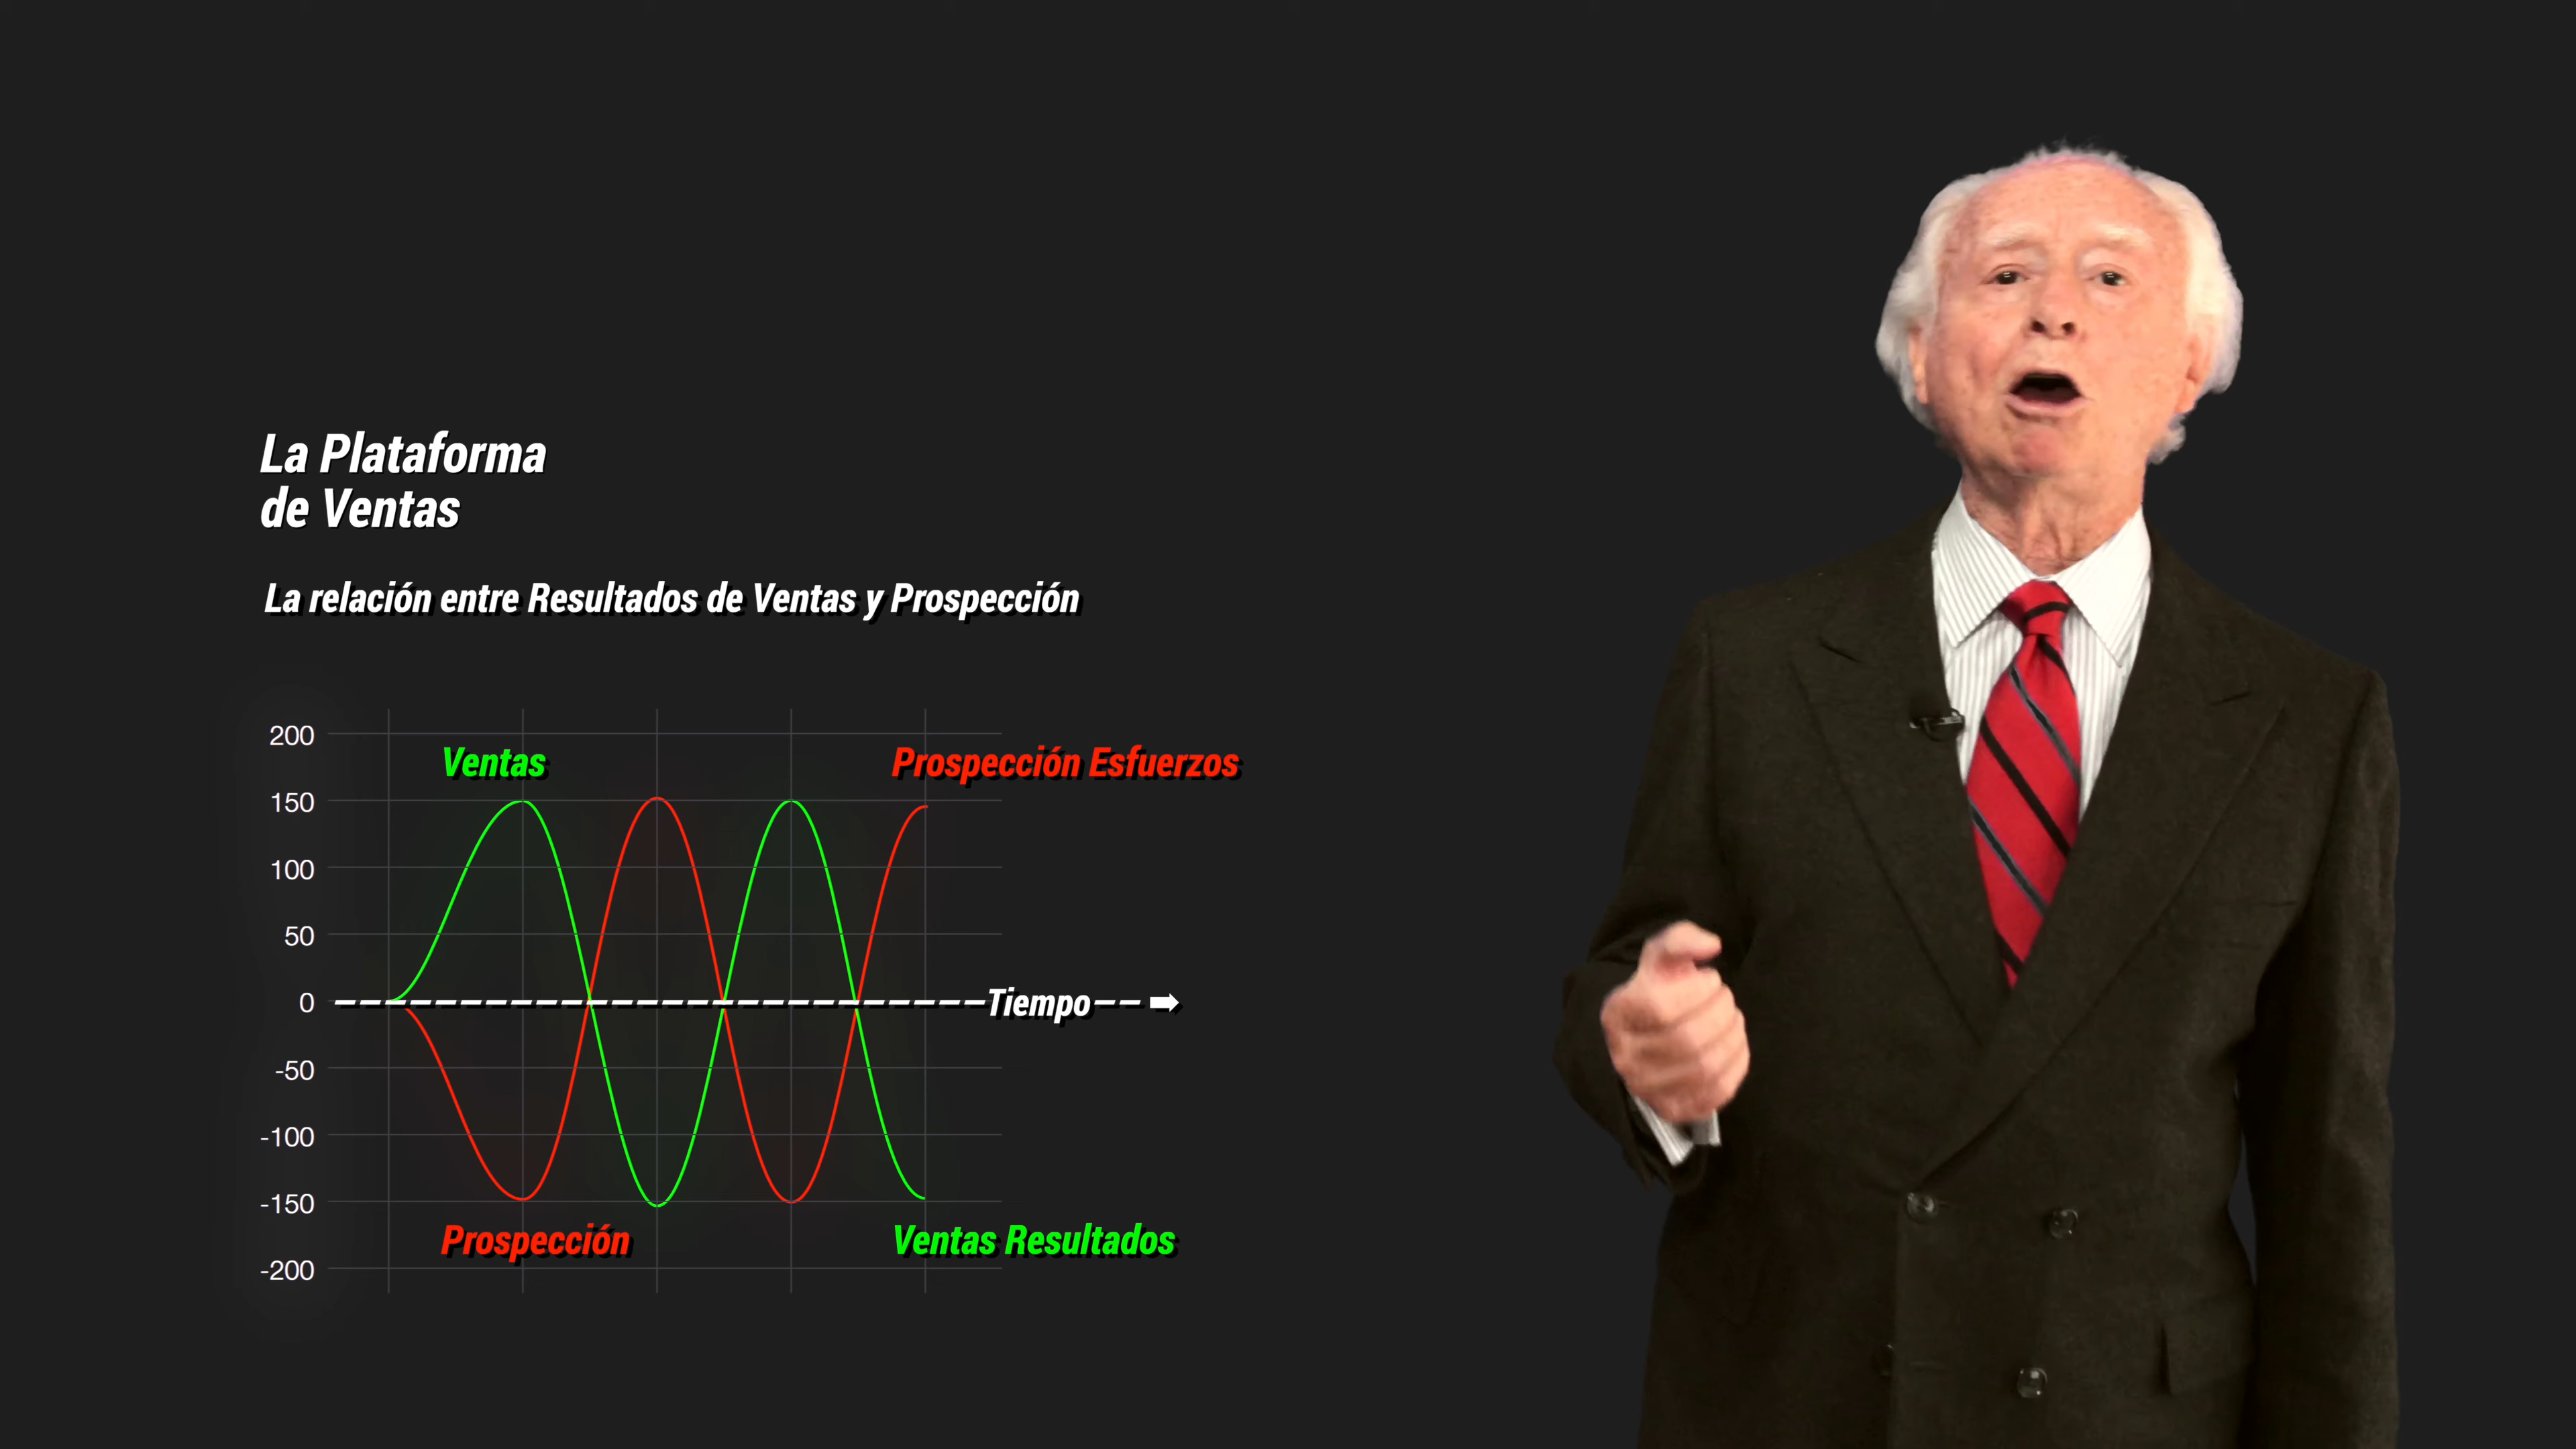 La Plataforma
de Ventas
La relación entre Resultados de Ventas y Prospección
200
Ventas
Prospección Esfuerzos
150
100
50
0
Tiempo
-50
-100
-150
Prospección
Ventas Resultados
-200